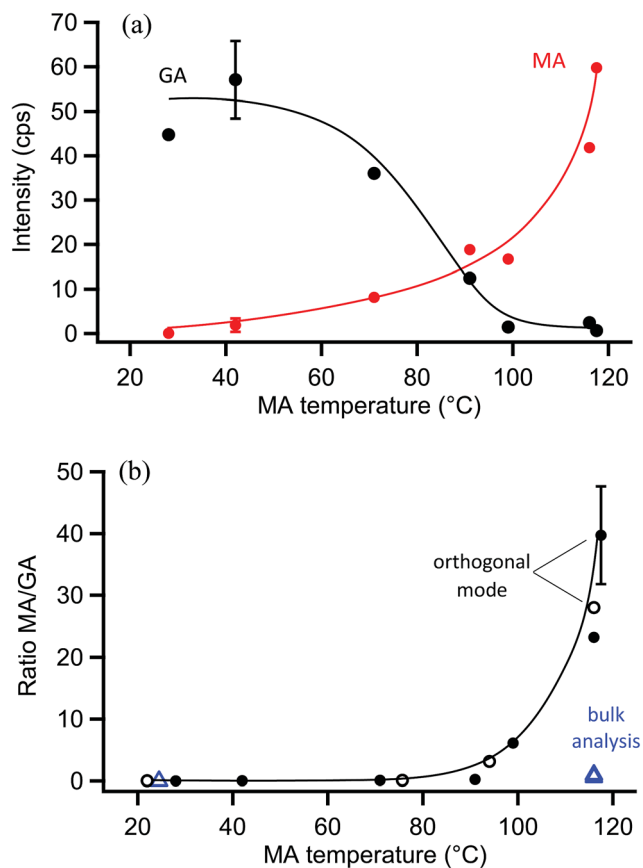 (a)
70
60
50
40
30
20
10
0
Intensity (cps)
GA
MA
20 40 60 80 100 120
MA temperature (°C)
(b)
50
40
30
20
10
0
Ratio MA/GA
orthogonal
mode
bulk
analysis
20 40 60 80 100 120
MA temperature (°C)